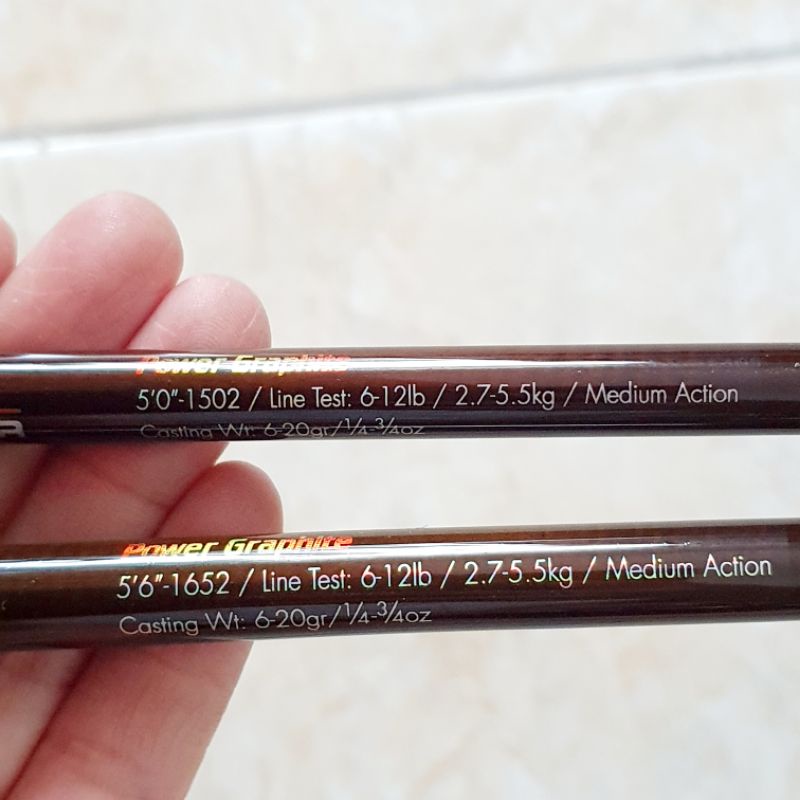 Power Graphite
5'0"-1502 / Line Test: 6-12lb / 2.7-5.5kg / Medium Action
Casting Wt: 6-20gr/1/4-3/4oz
Power Graphite
5'6"-1652 / Line Test: 6-12lb / 2.7-5.5kg / Medium Action
Casting Wt: 6-20gr/1/4-3/4oz